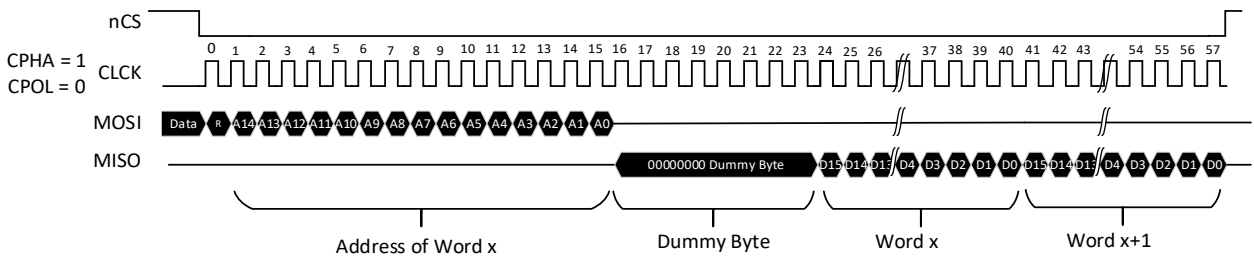 nCS
0 1 2 3 4 5 6 7 8 9 10 11 12 13 14 15 16 17 18 19 20 21 22 23 24 25 26 37 38 39 40 41 42 43 54 55 56 57
CPHA = 1
CPOL = 0
CLCK
MOSI Data R A14 A13 A12 A11 A10 A9 A8 A7 A6 A5 A4 A3 A2 A1 A0
MISO 00000000 Dummy Byte D15 D14 D13 D4 D3 D2 D1 D0 D15 D14 D13 D4 D3 D2 D1 D0
Address of Word x Dummy Byte Word x Word x+1